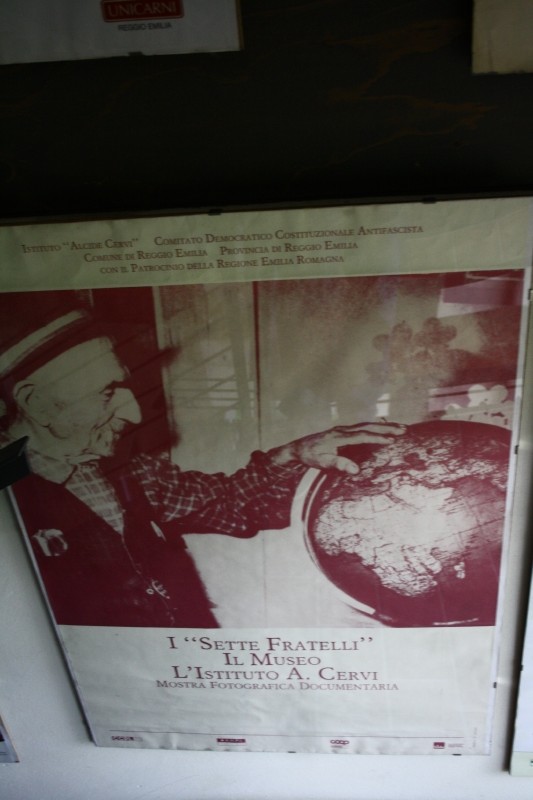 UNICARNI
REGGIO EMILIA
ISTITUTO "ALCIDE CERVI" COMITATO DEMOCRATICO COSTITUZIONALE ANTIFASCISTA
COMUNE DI REGGIO EMILIA PROVINCIA DI REGGIO EMILIA
CON IL PATROCINIO DELLA REGIONE EMILIA ROMAGNA
I "SETTE FRATELLI"
IL MUSEO
L'ISTITUTO A. CERVI
MOSTRA FOTOGRAFICA DOCUMENTARIA
coop